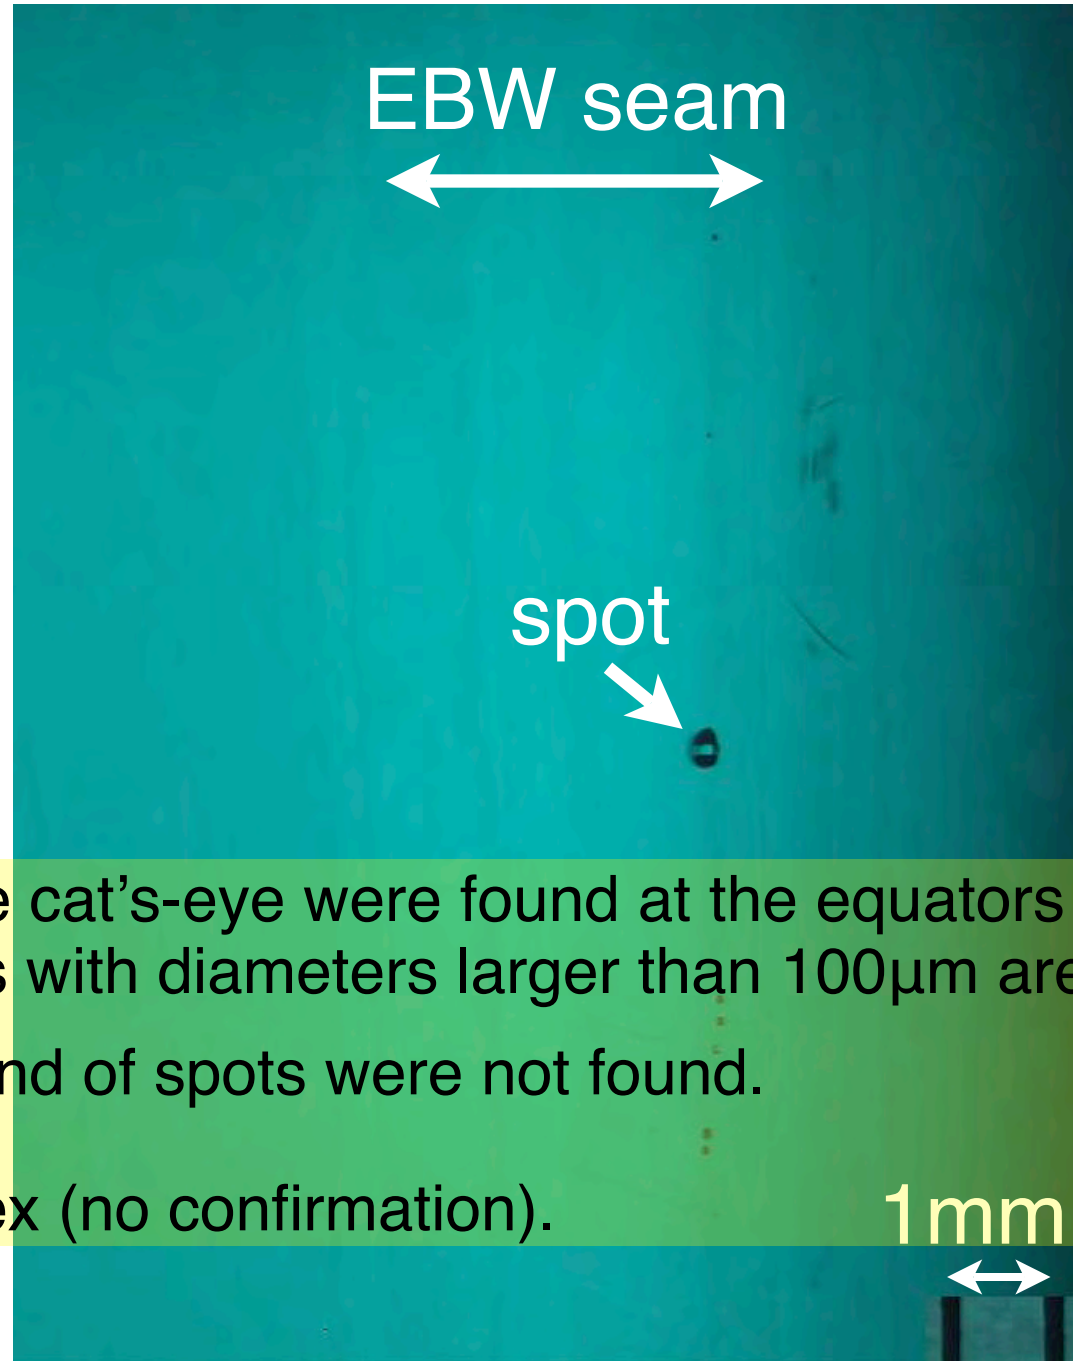 EBW seam
spot
cat's-eye were found at the equators
with diameters larger than 100µm are
of spots were not found.
(no confirmation).
1mm